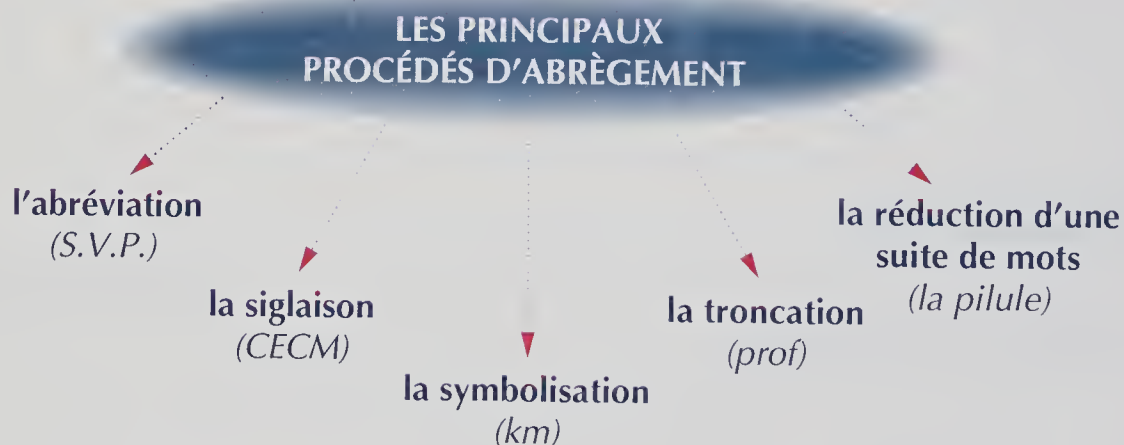 LES PRINCIPAUX
PROCÉDÉS D'ABRÈGEMENT
l'abréviation
(S.V.P.)
la siglaison
(CECM)
la symbolisation
(km)
la troncation
(prof)
la réduction d'une
suite de mots
(la pilule)